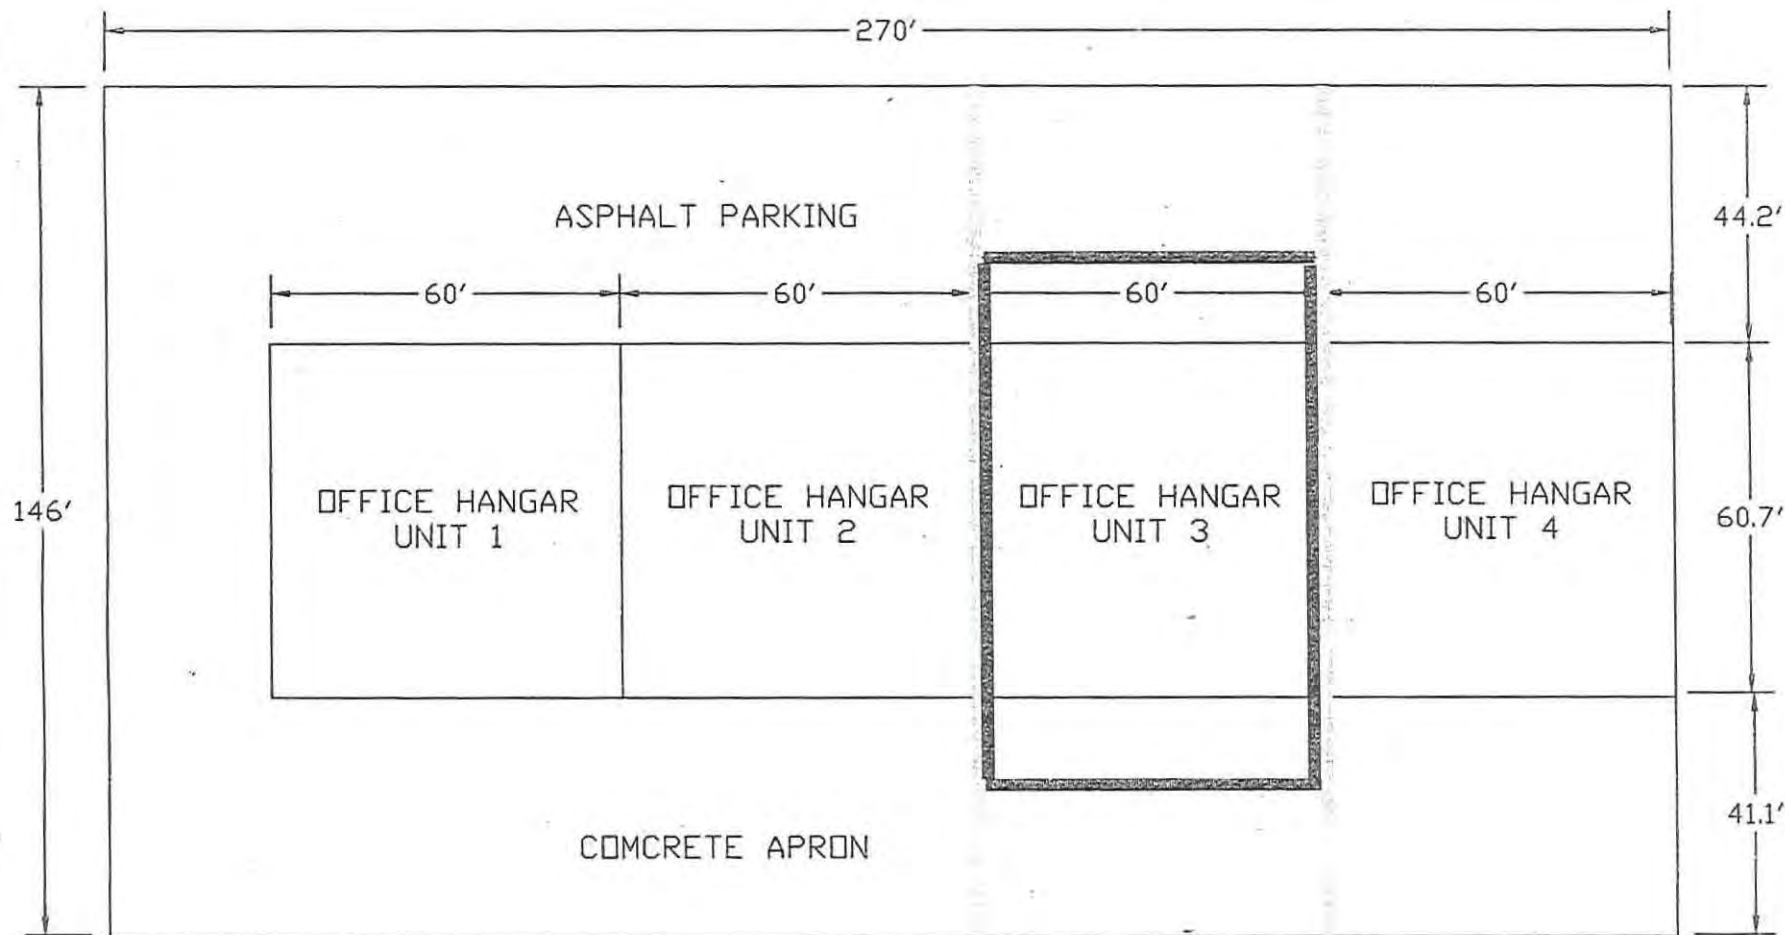 270'
ASPHALT PARKING
44.2'
60'
60'
60'
60'
OFFICE HANGAR
UNIT 1
OFFICE HANGAR
UNIT 2
OFFICE HANGAR
UNIT 3
OFFICE HANGAR
UNIT 4
146'
60.7'
41.1'
COMCRETE APRON